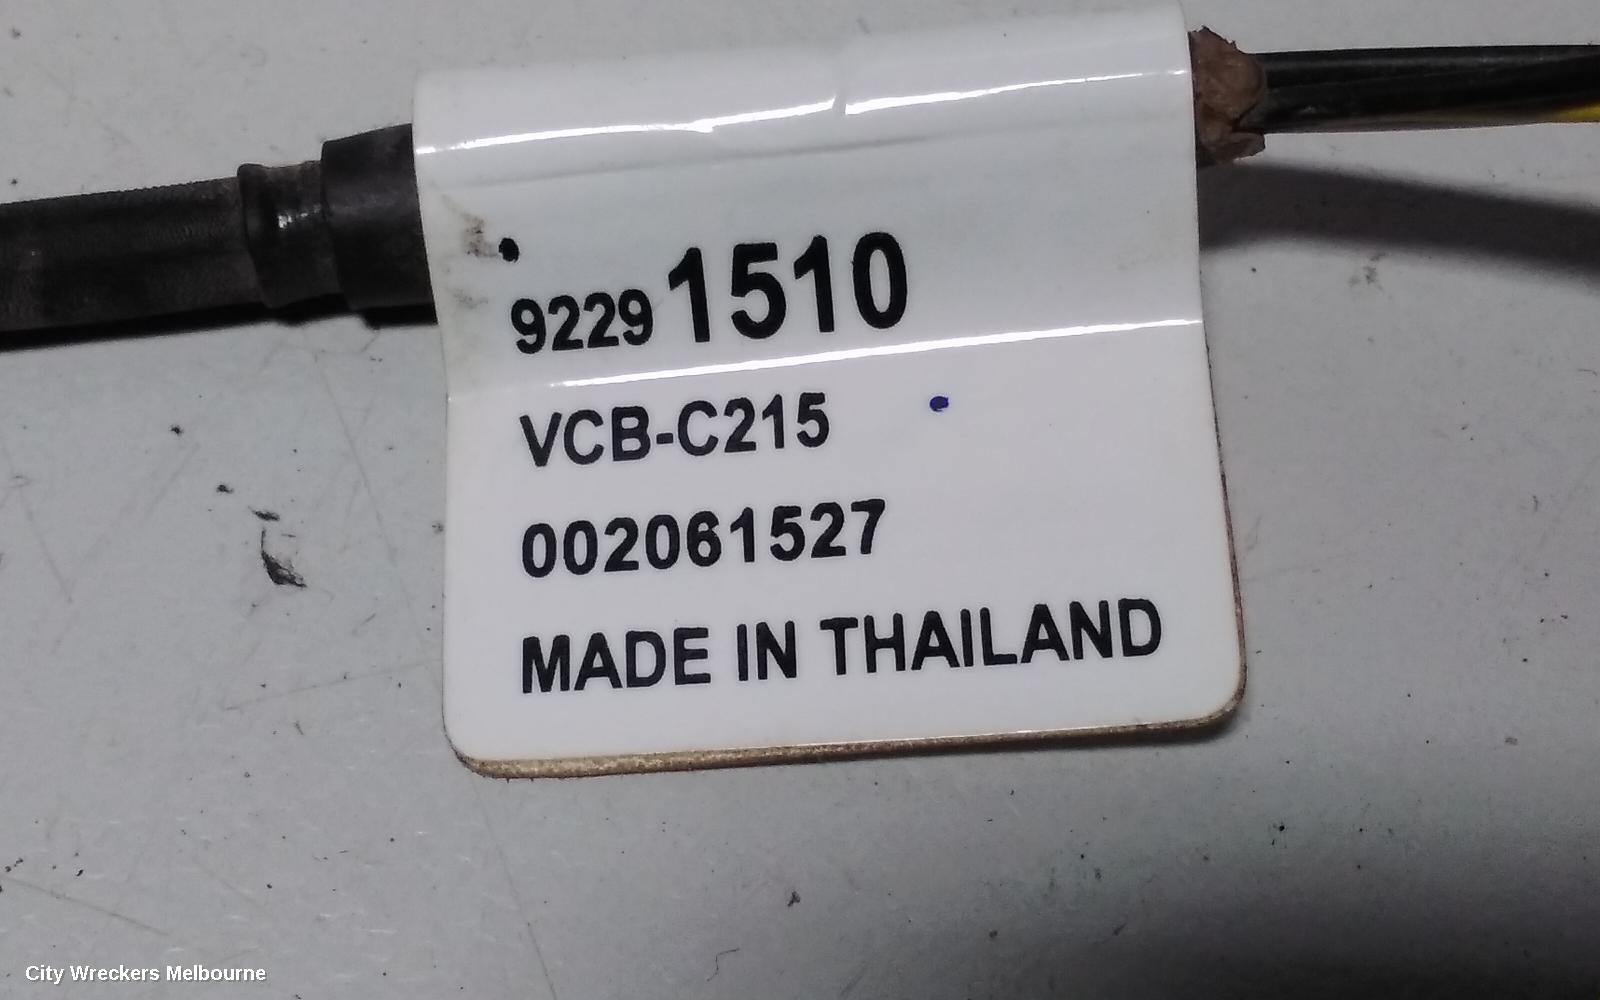 92291510
VCB-C215
002061527
MADE IN THAILAND
City Wreckers Melbourne